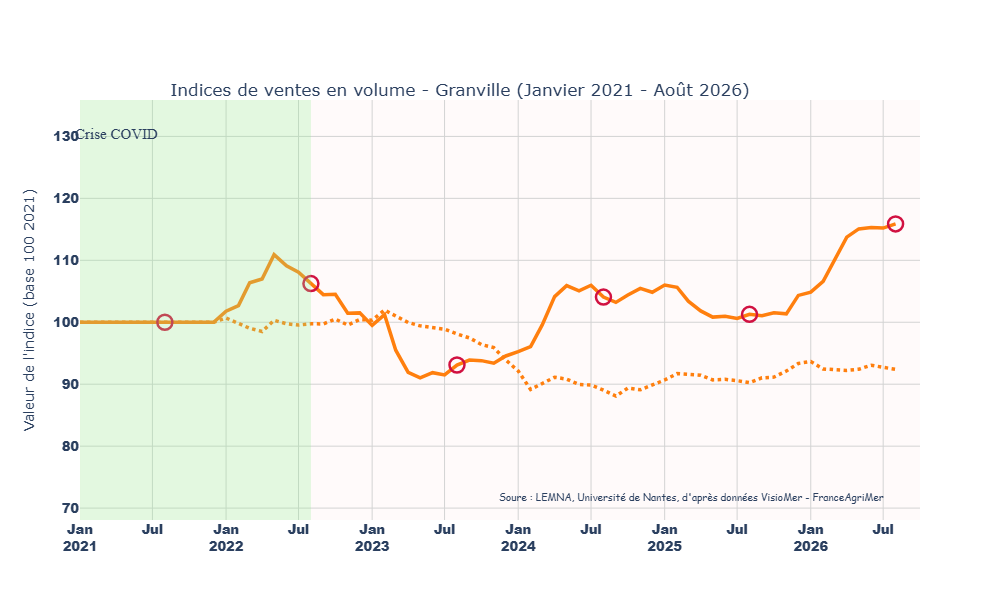 Indices de ventes en volume - Granville (Janvier 2021 - Août 2026)
Valeur de l'indice (base 100 2021)
Crise COVID
130
120
110
100
90
80
70
Soure : LEMNA, Université de Nantes, d'après données VisioMer - FranceAgriMer
Jan Jul Jan Jul Jan Jul Jan Jul Jan Jul Jan Jul
2021 2022 2023 2024 2025 2026